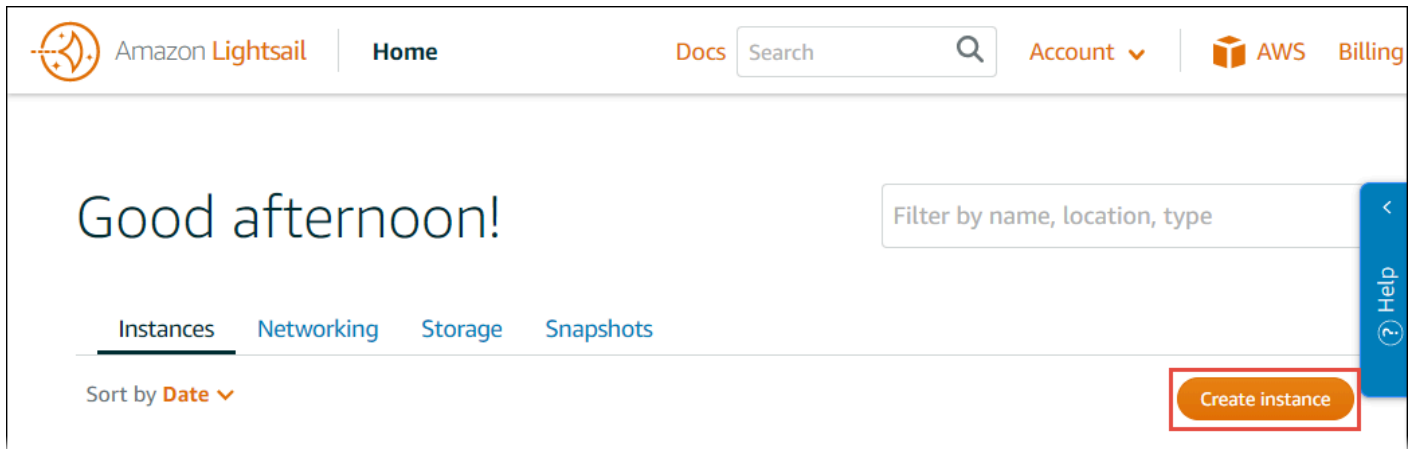 Amazon Lightsail Home Docs Search Account AWS Billing
Good afternoon!
Filter by name, location, type
? Help
Instances Networking Storage Snapshots
Sort by Date
Create instance